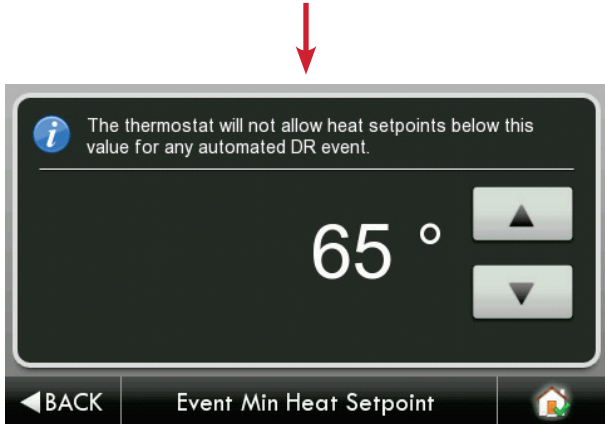 The thermostat will not allow heat setpoints below this
value for any automated DR event.
65 °
BACK
Event Min Heat Setpoint